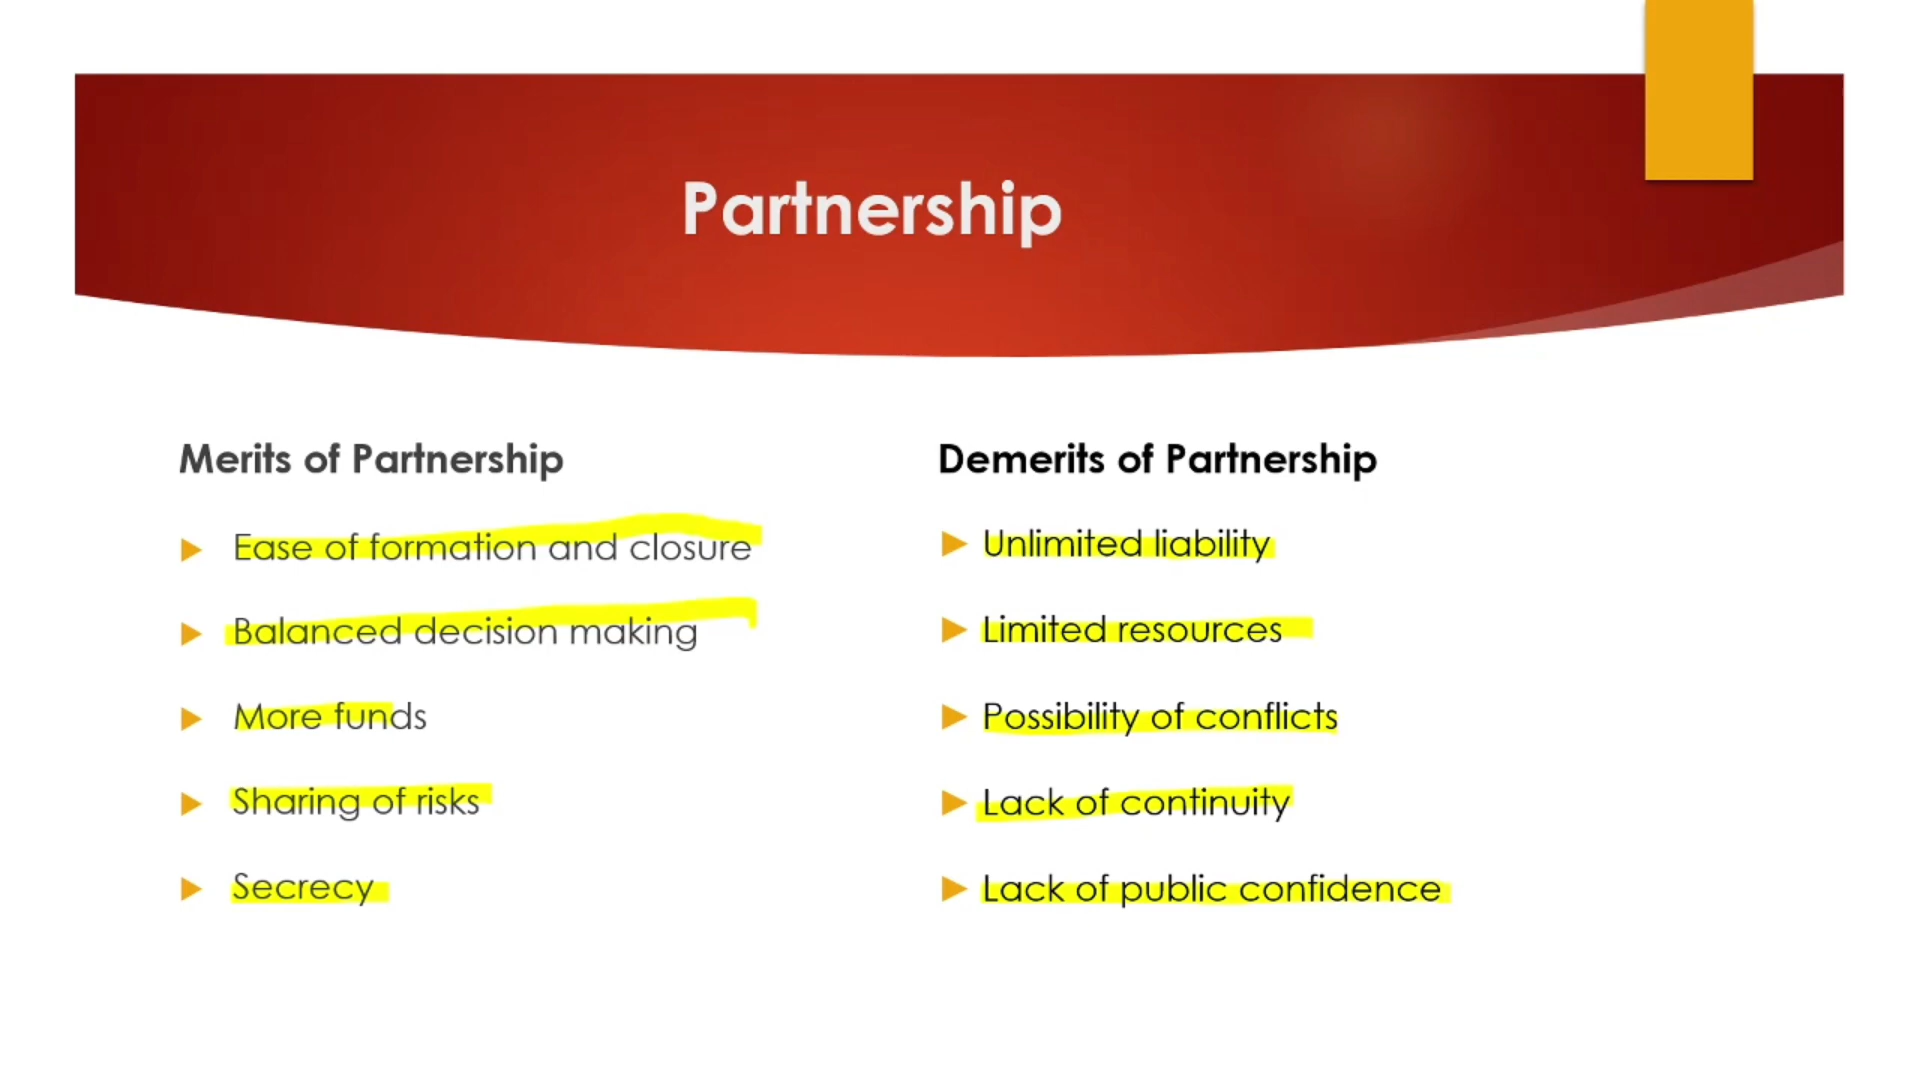 Partnership
Merits of Partnership
Ease of formation and closure
Balanced decision making
More funds
Sharing of risks
Secrecy
Demerits of Partnership
Unlimited liability
Limited resources
Possibility of conflicts
Lack of continuity
Lack of public confidence